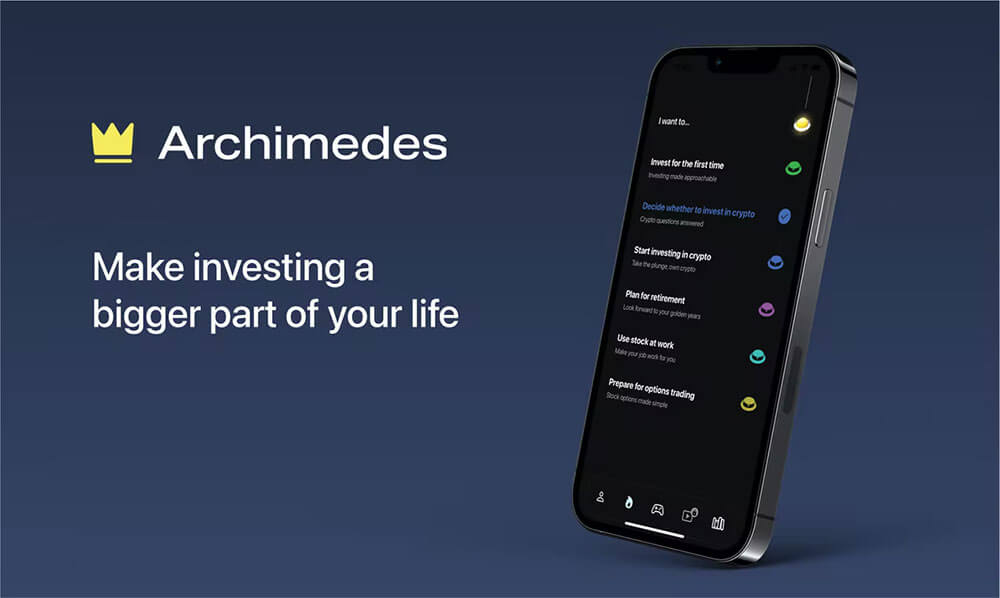 Archimedes
Make investing a
bigger part of your life
I want to...
Invest for the first time
Investing made approachable
Decide whether to invest in crypto
Crypto questions answered
Start investing in crypto
Take the plunge, own crypto
Plan for retirement
Look forward to your golden years
Use stock at work
Make your job work for you
Prepare for options trading
Stock options made simple